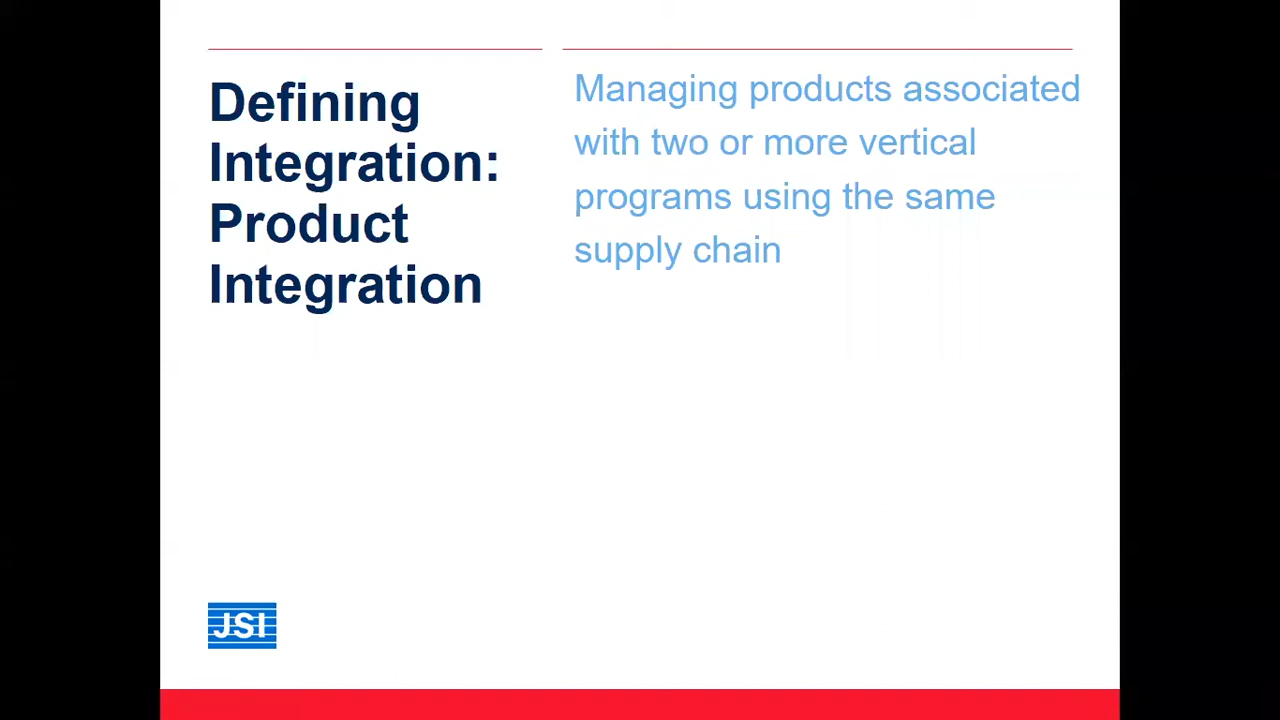 Defining
Integration:
Product
Integration
Managing products associated
with two or more vertical
programs using the same
supply chain
JSI